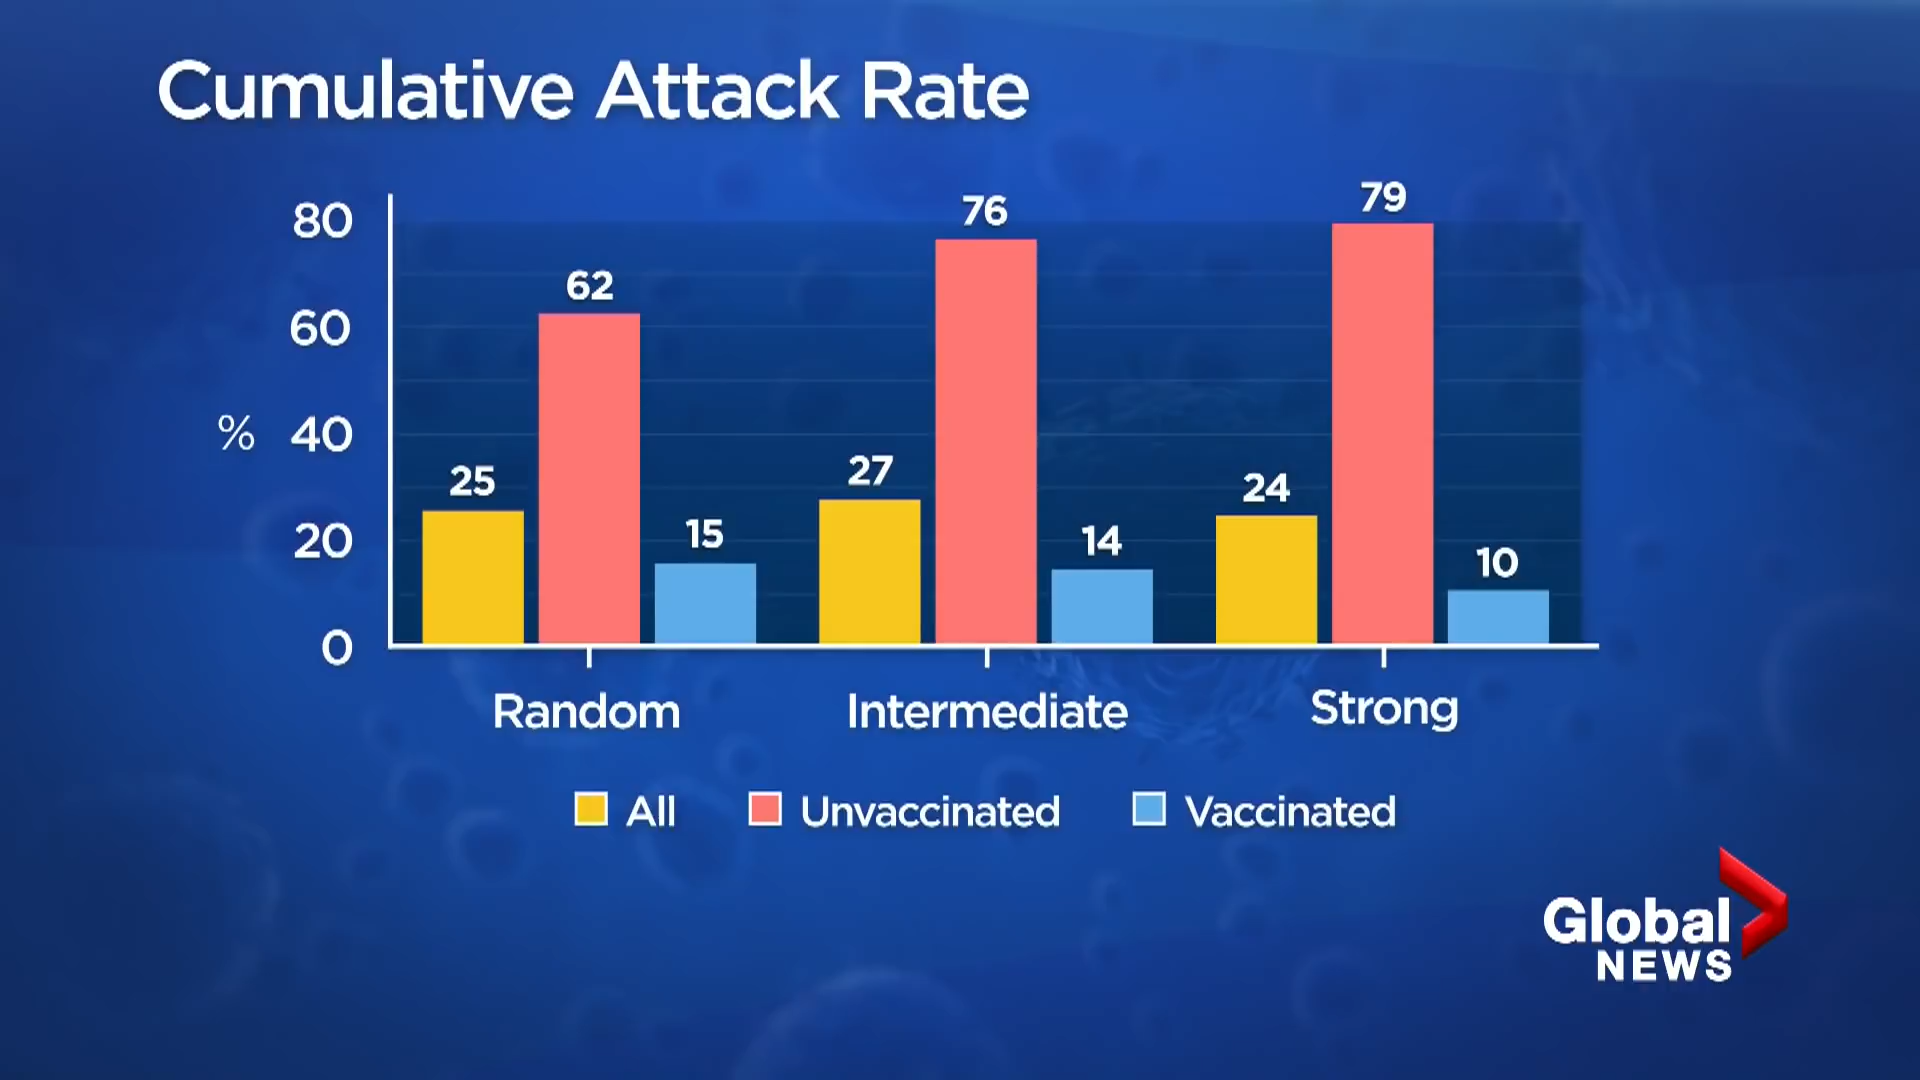 Cumulative Attack Rate
80
60
% 40
20
0
25
62
15
27
76
14
24
79
10
Random
Intermediate
Strong
All
Unvaccinated
Vaccinated
Global
NEWS